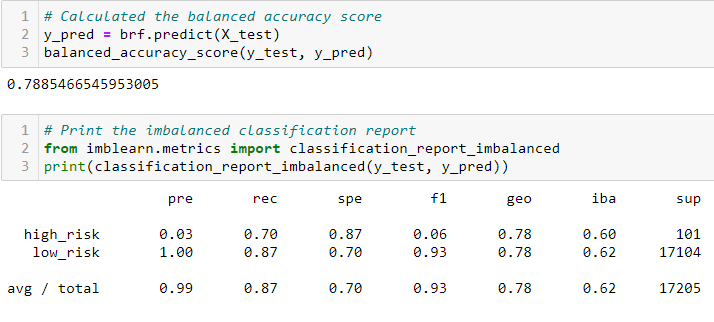 1 # Calculated the balanced accuracy score
2 y_pred = brf.predict(X_test)
3 balanced_accuracy_score(y_test, y_pred)
0.7885466545953005
1 # Print the imbalanced classification report
2 from imblearn.metrics import classification_report_imbalanced
3 print(classification_report_imbalanced(y_test, y_pred))
pre rec spe f1 geo iba sup
high_risk 0.03 0.70 0.87 0.06 0.78 0.60 101
low_risk 1.00 0.87 0.70 0.93 0.78 0.62 17104
avg / total 0.99 0.87 0.70 0.93 0.78 0.62 17205